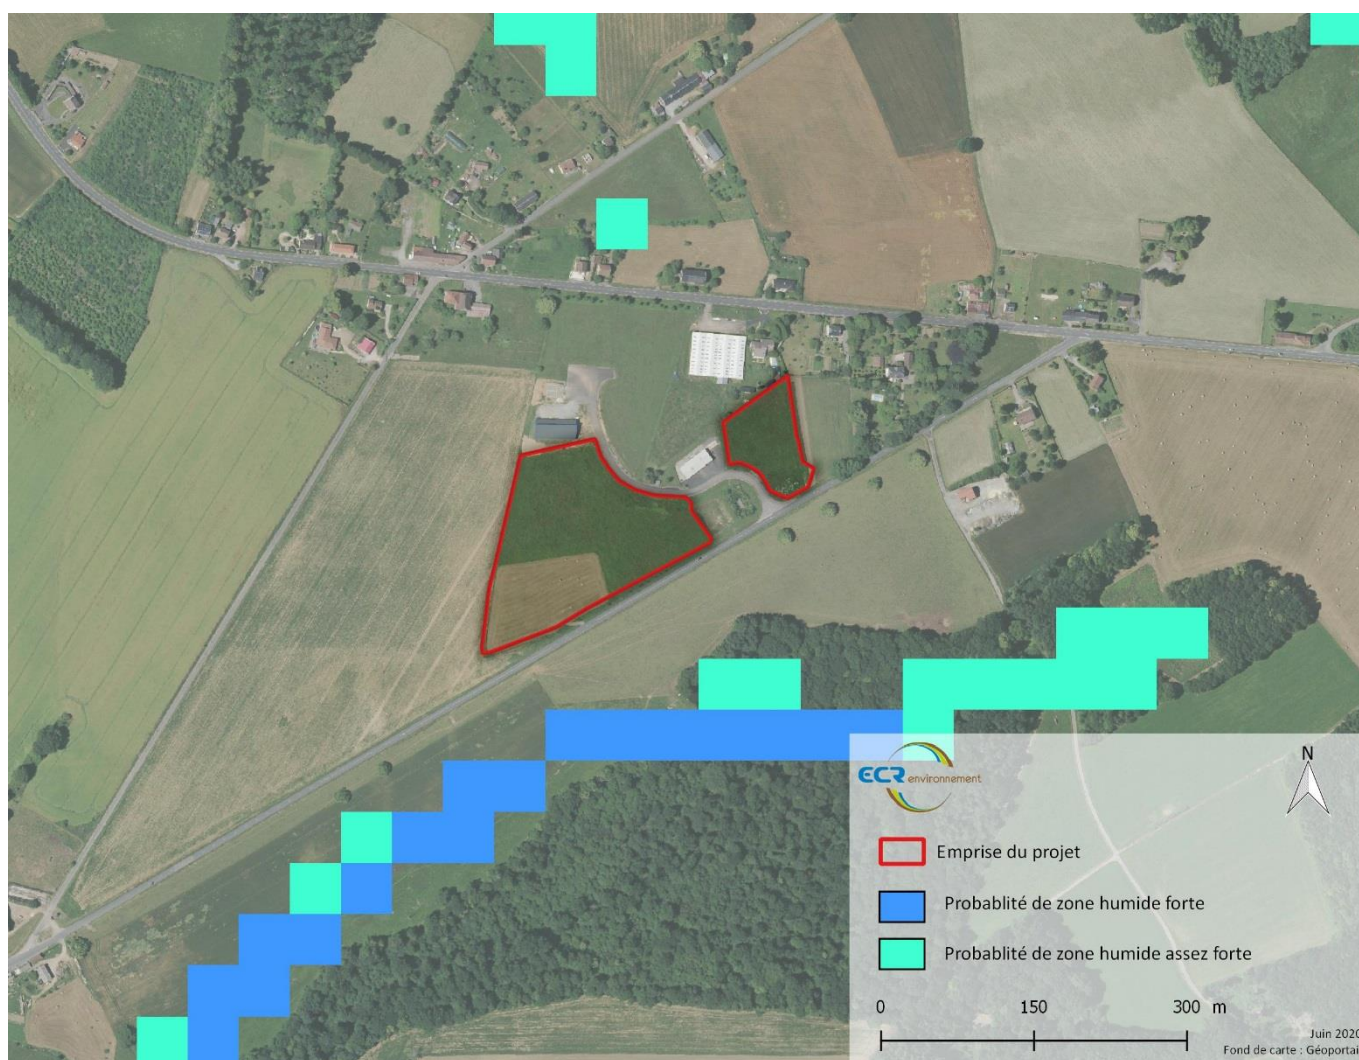 N
ECR environnement
Emprise du projet
Probablité de zone humide forte
Probablité de zone humide assez forte
0 150 300 m
Juin 2020
Fond de carte : Géoportai